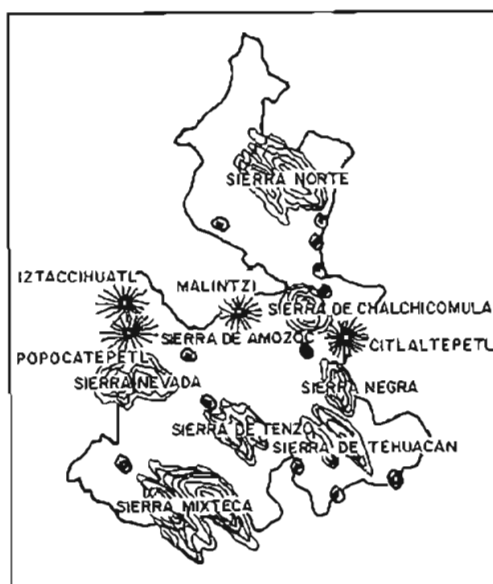 SIERRA NORTE
IZTACCIHUATL
MALINTZI
SIERRA DE CHALCHICOMULA
SIERRA DE AMOZOC
CITLALTEPETL
POPOCATEPETL
SIERRA NEVADA
SIERRA NEGRA
SIERRA DE TENZO
SIERRA DE TEHUACAN
SIERRA MIXTECA